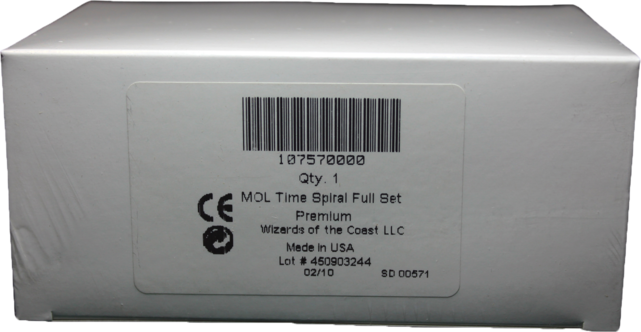 107570000
Qty. 1
MOL Time Spiral Full Set
Premium
Wizards of the Coast LLC
CE
Made in USA
Lot # 450903244
02/10 SD 00571